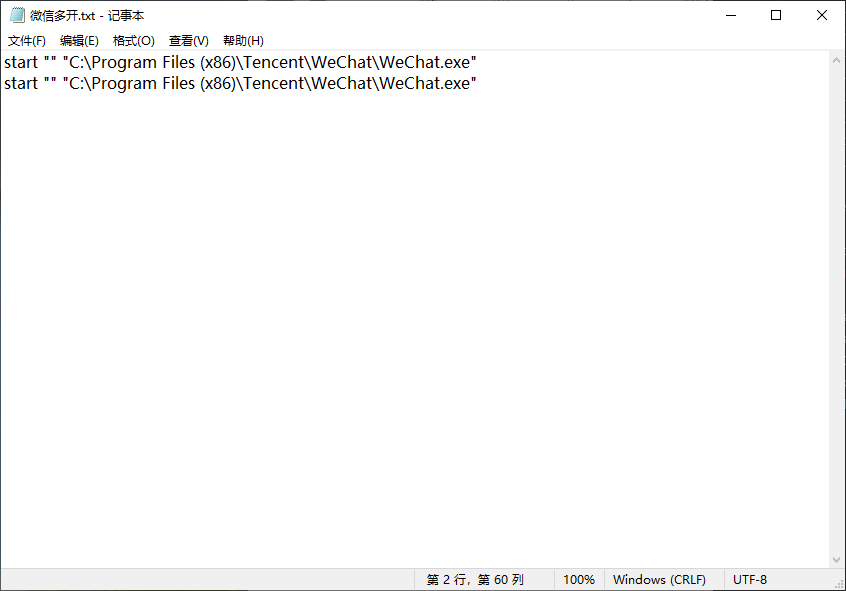 微信多开.txt - 记事本
文件(F) 编辑(E) 格式(O) 查看(V) 帮助(H)
start "" "C:\Program Files (x86)\Tencent\WeChat\WeChat.exe"
start "" "C:\Program Files (x86)\Tencent\WeChat\WeChat.exe"
第 2 行，第 60 列 100% Windows (CRLF) UTF-8